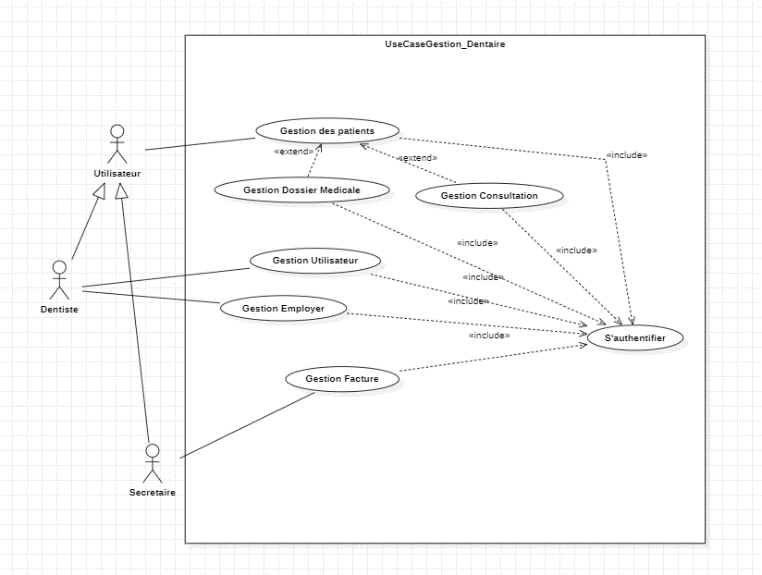 UseCaseGestion_Dentaire
Gestion des patients
«extend»
«extend»
«include»
Utilisateur
Gestion Dossier Medicale
Gestion Consultation
«include»
«include»
Gestion Utilisateur
«include»
Dentiste
Gestion Employer
«include»
«include»
S'authentifier
Gestion Facture
Secretaire